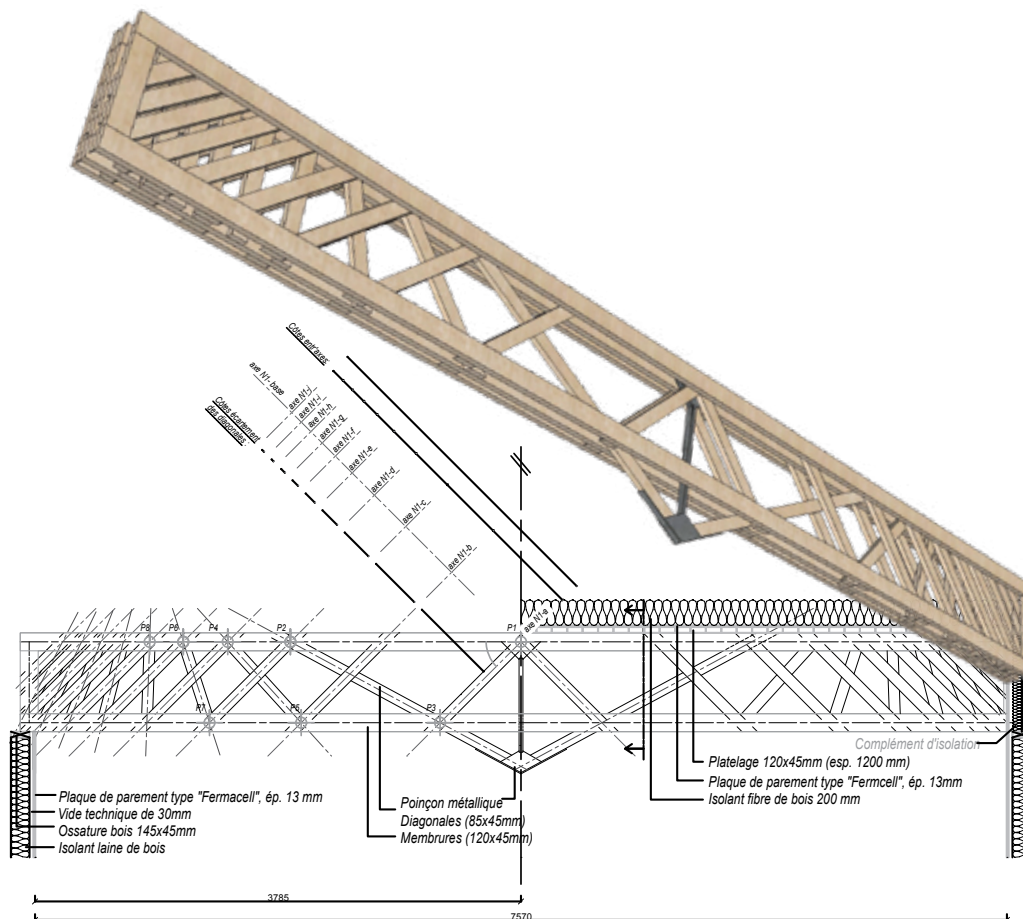 Côtes entr'axes
axe N1- base
axe N1-j
axe N1-i
axe N1-h
axe N1-g
axe N1-f
axe N1-e
axe N1-d
axe N1-c
axe N1-b
axe N1-a
Côtes écartement
des diagonales
P8
P6
P4
P2
P1
P7
P5
P3
Complément d'isolation
Platelage 120x45mm (esp. 1200 mm)
Plaque de parement type "Fermcell", ép. 13mm
Isolant fibre de bois 200 mm
Plaque de parement type "Fermacell", ép. 13 mm
Vide technique de 30mm
Ossature bois 145x45mm
Isolant laine de bois
Poinçon métallique
Diagonales (85x45mm)
Membrures (120x45mm)
3785
7570